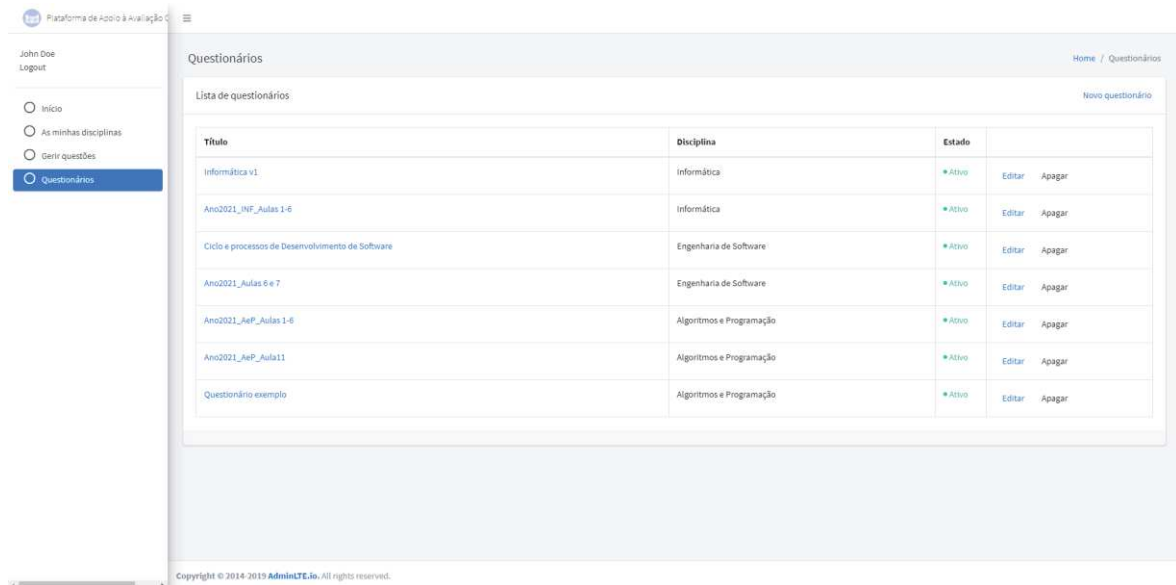 Plataforma de Apoio à Avaliação C
John Doe
Logout
Início
As minhas disciplinas
Gerir questões
Questionários
Questionários
Home / Questionários
Lista de questionários
Novo questionário
Título Disciplina Estado
Informática v1 Informática Ativo Editar Apagar
Ano2021_INF_Aulas 1-6 Informática Ativo Editar Apagar
Ciclo e processos de Desenvolvimento de Software Engenharia de Software Ativo Editar Apagar
Ano2021_Aulas 6 e 7 Engenharia de Software Ativo Editar Apagar
Ano2021_AeP_Aulas 1-6 Algoritmos e Programação Ativo Editar Apagar
Ano2021_AeP_Aula11 Algoritmos e Programação Ativo Editar Apagar
Questionário exemplo Algoritmos e Programação Ativo Editar Apagar
Copyright © 2014-2019 AdminLTE.io. All rights reserved.